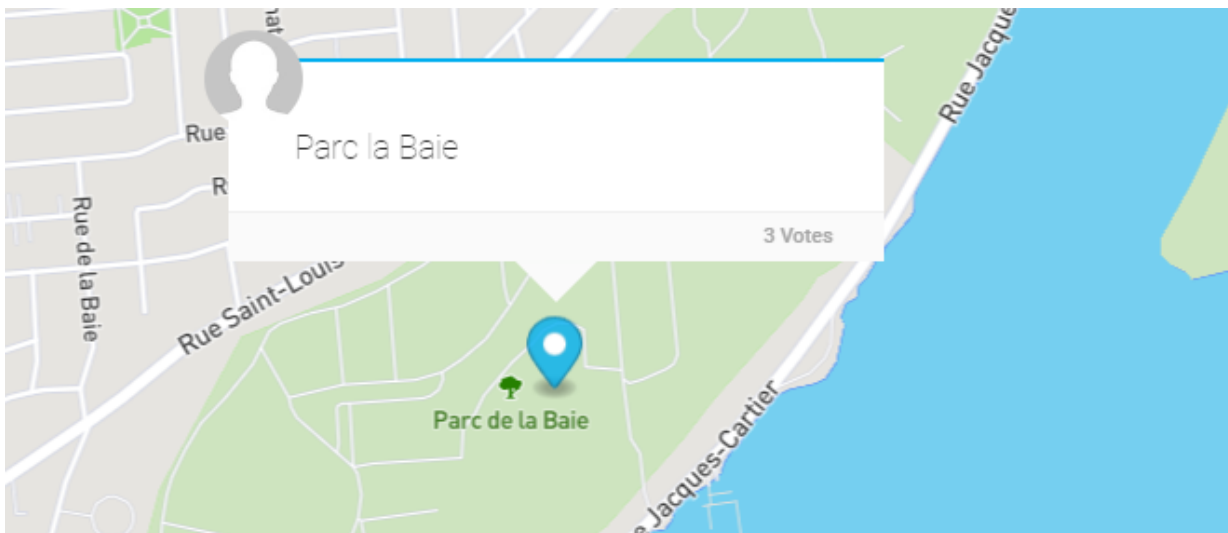 Rue Jacque
Rue
Parc la Baie
R
3 Votes
Rue de la Baie
Rue Saint-Louis
Parc de la Baie
Jacques-Cartier